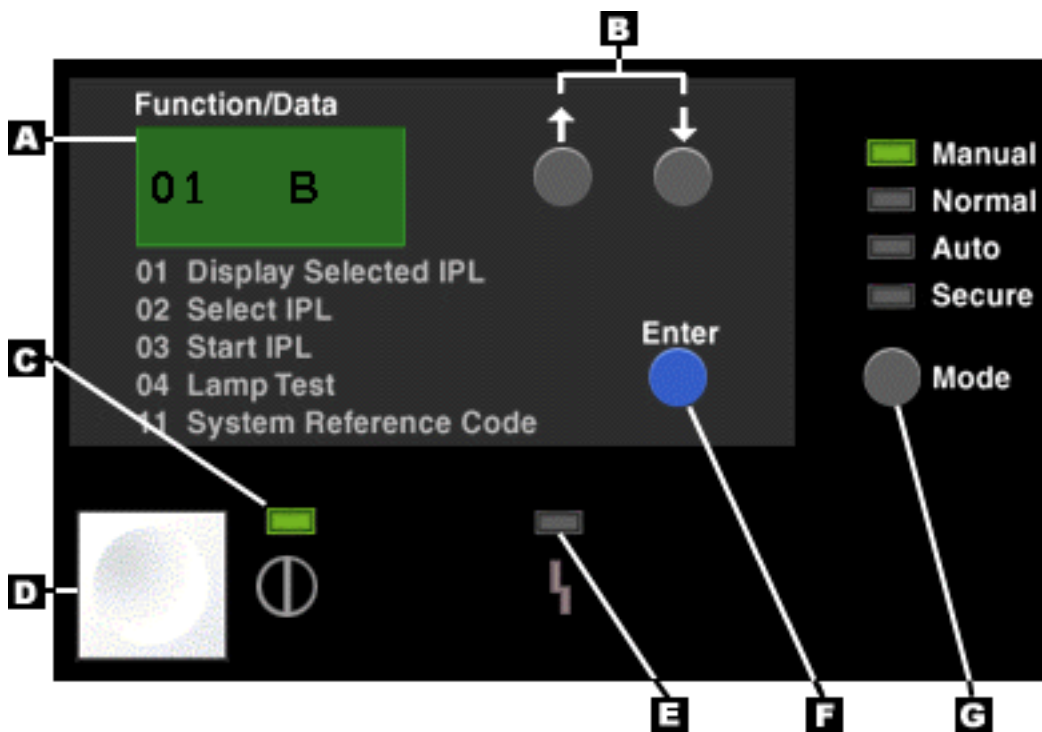 B
Function/Data
A
01 B
Manual
Normal
Auto
Secure
01 Display Selected IPL
02 Select IPL
03 Start IPL
04 Lamp Test
11 System Reference Code
Enter
C
Mode
D
E
F
G